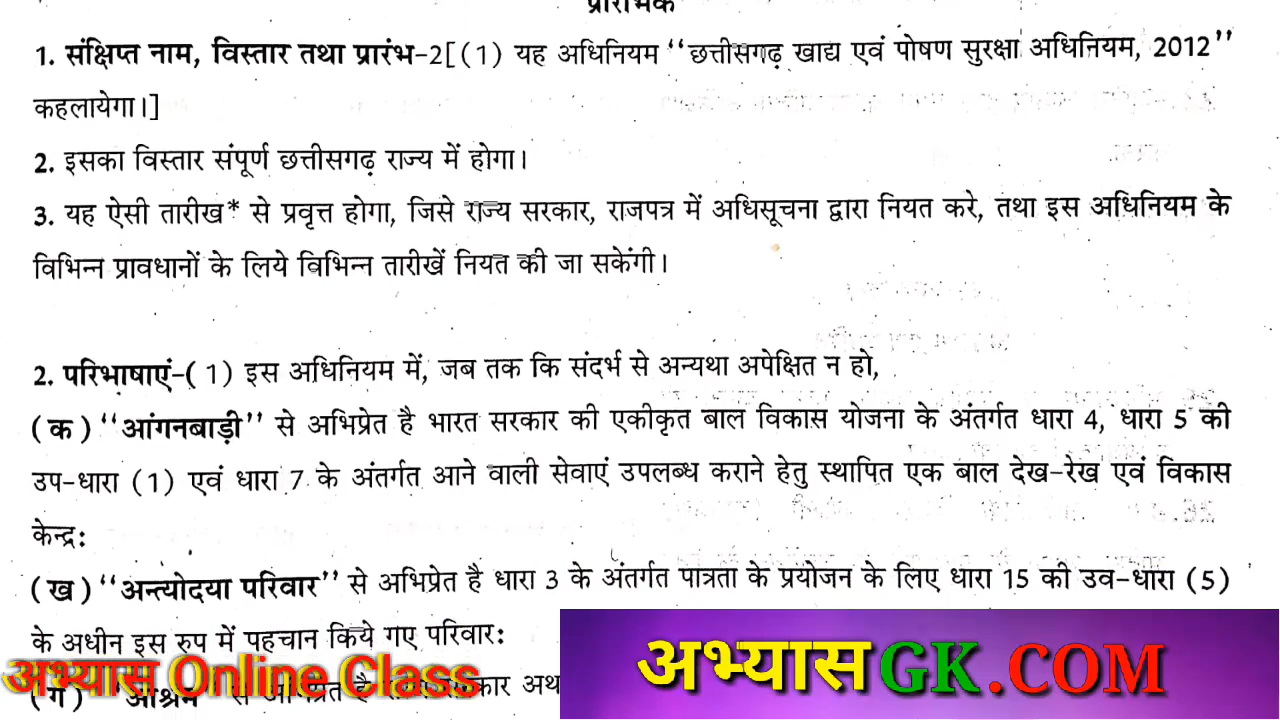 प्रारंभिक
1. संक्षिप्त नाम, विस्तार तथा प्रारंभ-2[(1) यह अधिनियम ‘‘छत्तीसगढ़ खाद्य एवं पोषण सुरक्षा अधिनियम, 2012’’
कहलायेगा।]
2. इसका विस्तार संपूर्ण छत्तीसगढ़ राज्य में होगा।
3. यह ऐसी तारीख* से प्रवृत्त होगा, जिसे राज्य सरकार, राजपत्र में अधिसूचना द्वारा नियत करे, तथा इस अधिनियम के
विभिन्न प्रावधानों के लिये विभिन्न तारीखें नियत की जा सकेंगी।
2. परिभाषाएं-( 1) इस अधिनियम में, जब तक कि संदर्भ से अन्यथा अपेक्षित न हो,
(क) ‘‘आंगनबाड़ी’’ से अभिप्रेत है भारत सरकार की एकीकृत बाल विकास योजना के अंतर्गत धारा 4, धारा 5 की
उप-धारा (1) एवं धारा 7 के अंतर्गत आने वाली सेवाएं उपलब्ध कराने हेतु स्थापित एक बाल देख-रेख एवं विकास
केन्द्र:
(ख) ‘‘अन्त्योदया परिवार’’ से अभिप्रेत है धारा 3 के अंतर्गत पात्रता के प्रयोजन के लिए धारा 15 की उव-धारा (5)
के अधीन इस रुप में पहचान किये गए परिवार:
(ग) ‘‘आश्रम’’ से अभिप्रेत है
अभ्यास Online Class
अभ्यासGK.COM